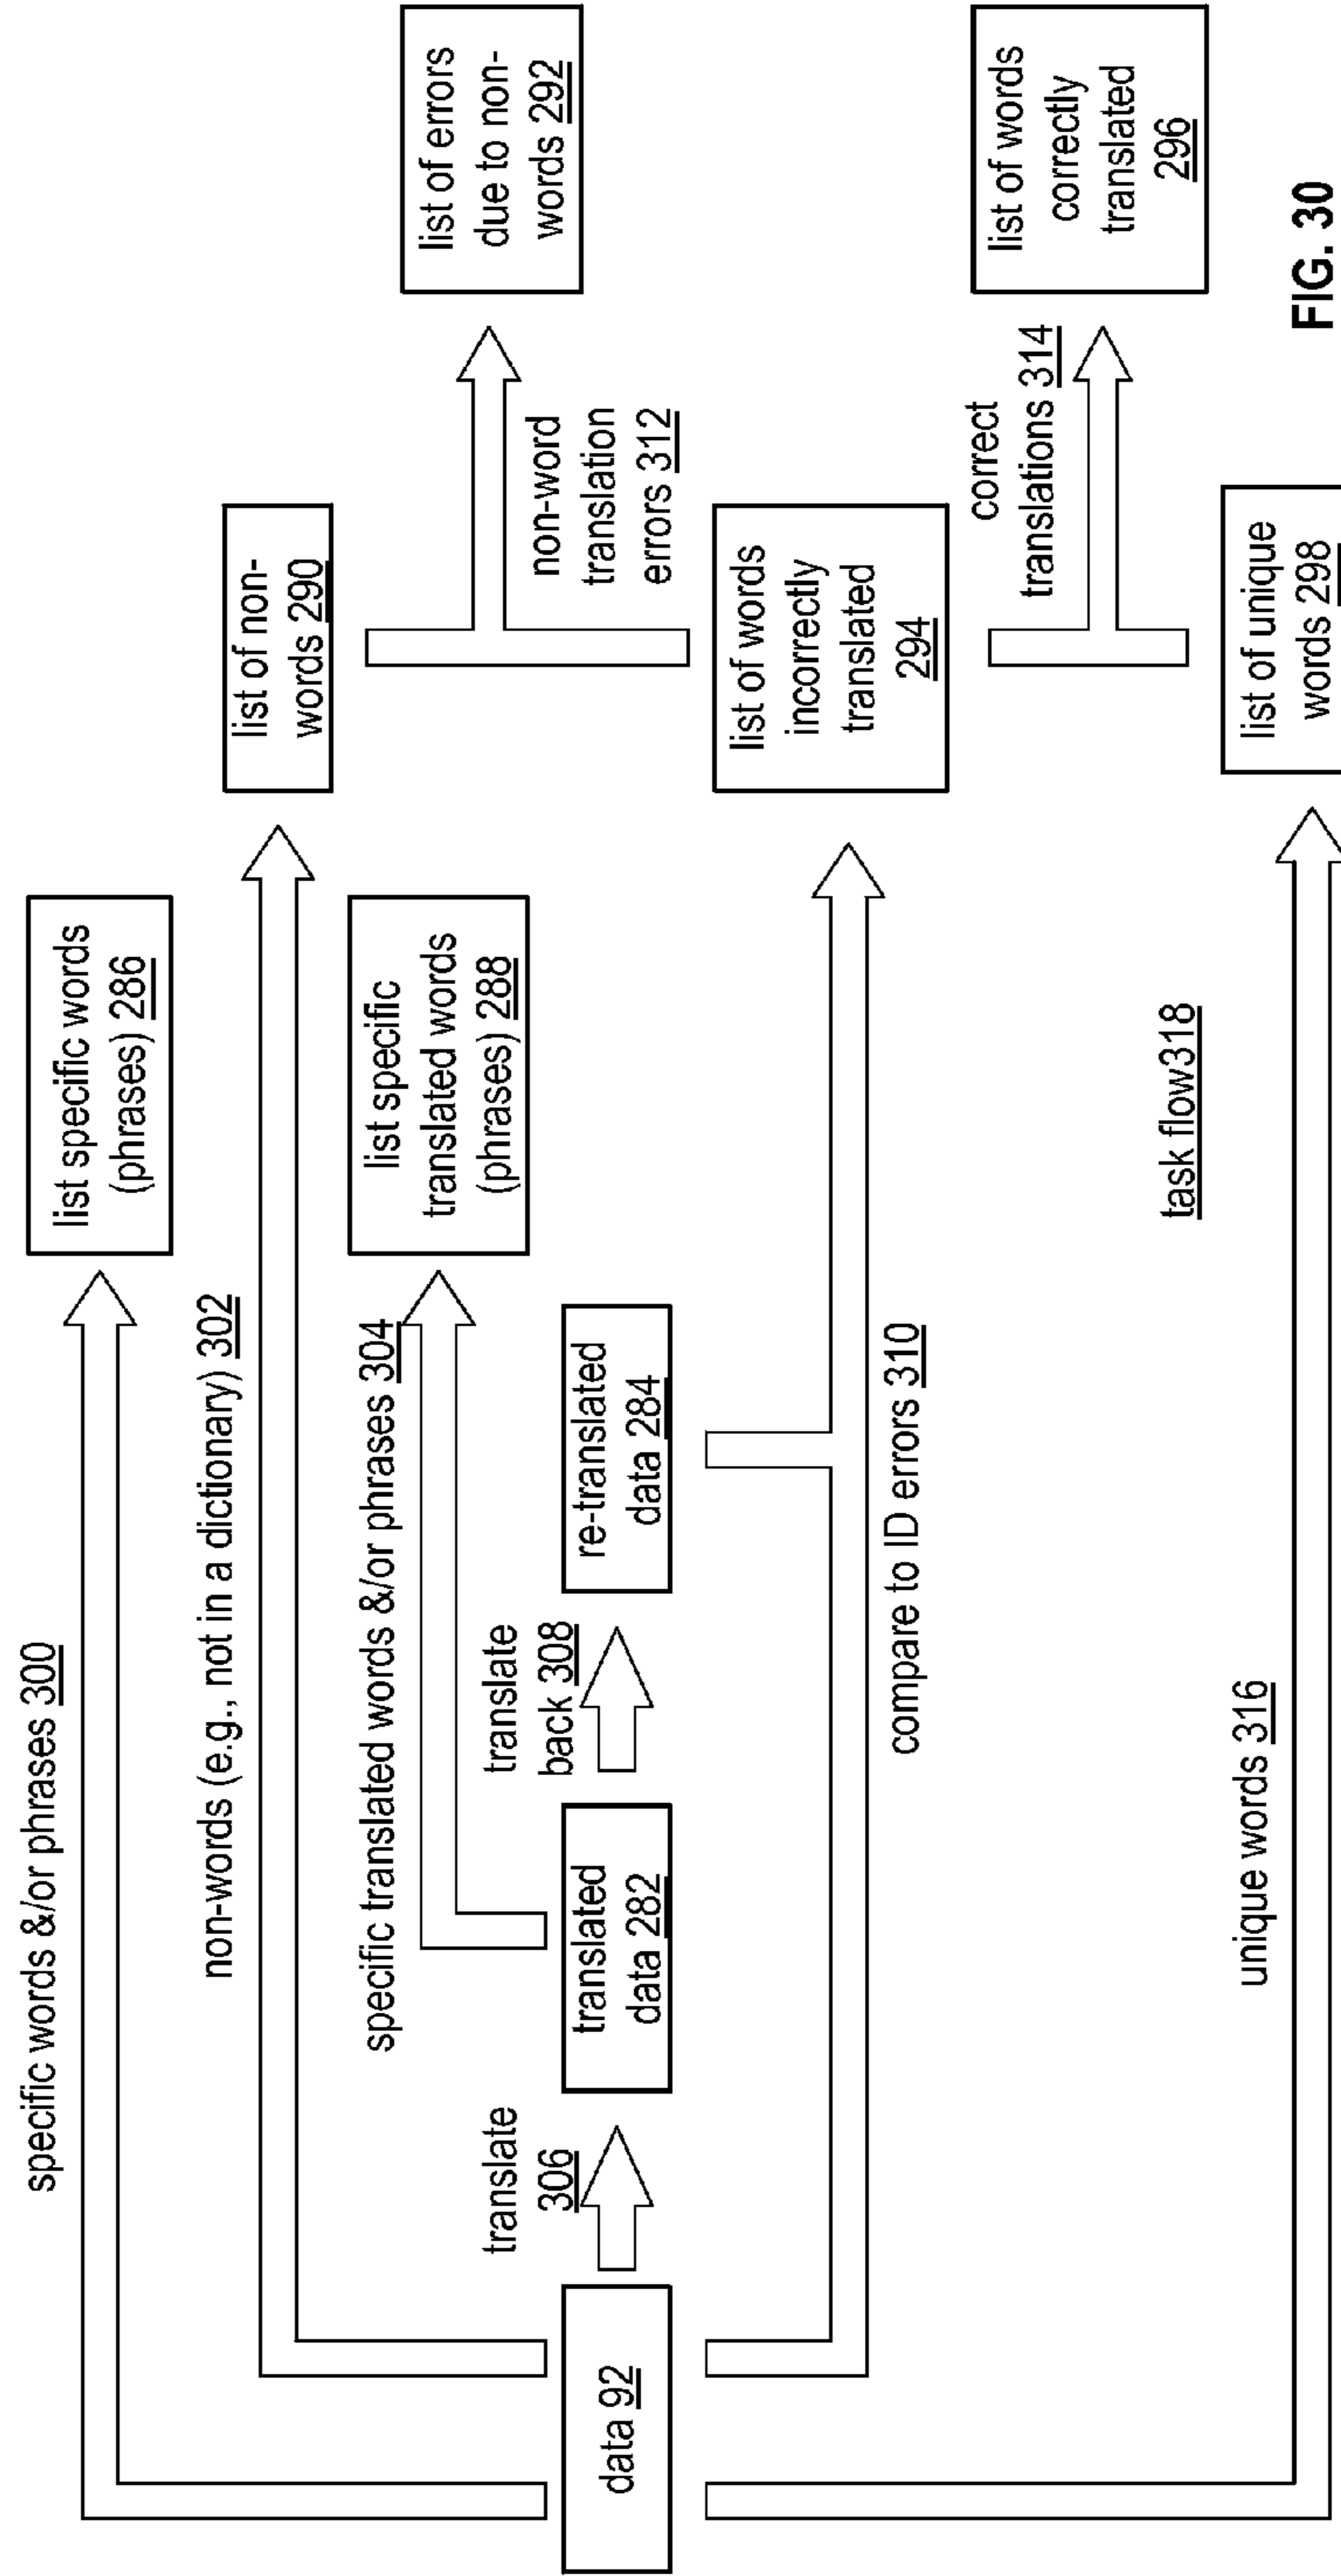 specific words &/or phrases 300
list specific words
(phrases) 286
non-words (e.g., not in a dictionary) 302
list of non-
words 290
specific translated words &/or phrases 304
list specific
translated words
(phrases) 288
list of errors
due to non-
words 292
non-word
translation
errors 312
data 92
translate
306
translated
data 282
translate
back 308
re-translated
data 284
compare to ID errors 310
list of words
incorrectly
translated
294
correct
translations 314
list of words
correctly
translated
296
task flow318
unique words 316
list of unique
words 298
FIG. 30